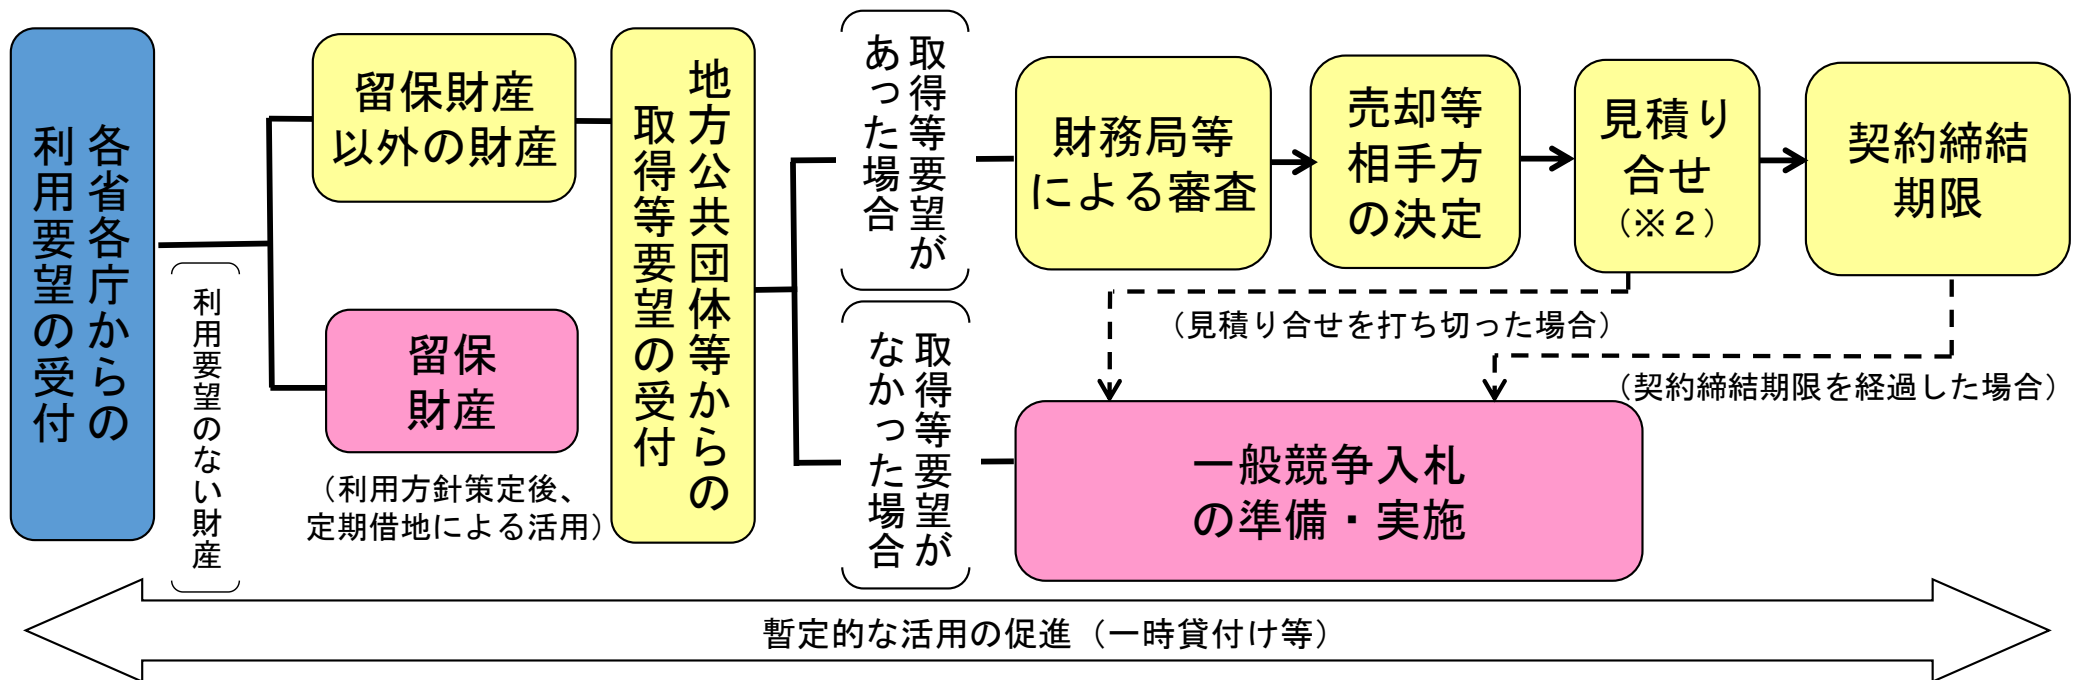 各省各庁からの
利用要望の受付
利用要望のない財産
留保財産
以外の財産
留保
財産
（利用方針策定後、
定期借地による活用）
地方公共団体等からの
取得等要望の受付
取得等要望が
あった場合
取得等要望が
なかった場合
財務局等
による審査
売却等
相手方
の決定
見積り
合せ
（※２）
契約締結
期限
（見積り合せを打ち切った場合）
（契約締結期限を経過した場合）
一般競争入札
の準備・実施
暫定的な活用の促進（一時貸付け等）